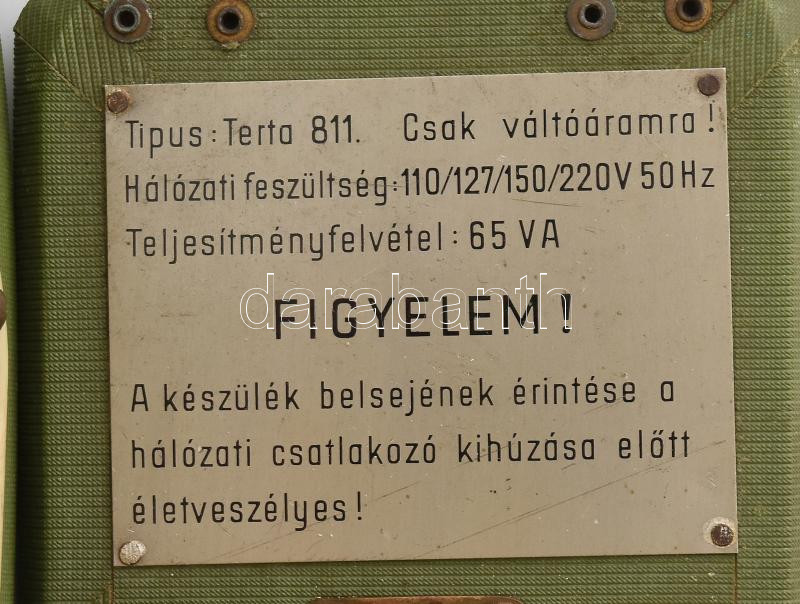 Tipus: Terta 811. Csak váltóáramra!
Hálózati feszültség: 110/127/150/220V 50Hz
Teljesítményfelvétel: 65 VA
darabanth
FIGYELEM!
A készülék belsejének érintése a
hálózati csatlakozó kihúzása előtt
életveszélyes!